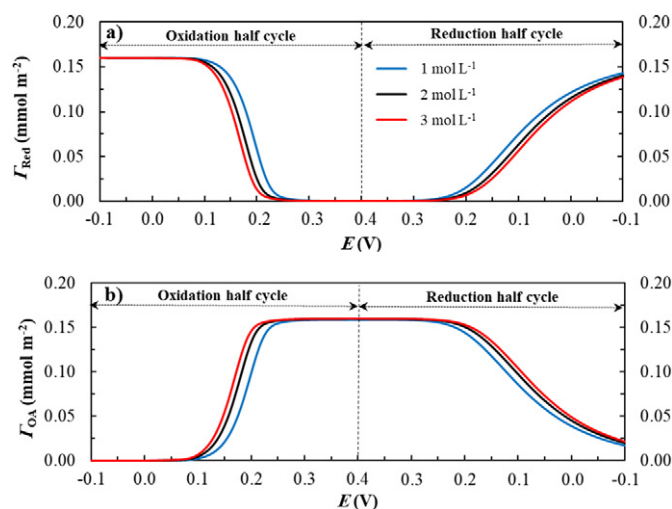 a)
Oxidation half cycle
Reduction half cycle
0.20
0.15
0.10
0.05
0.00
Γ_Red (mmol m⁻²)
1 mol L⁻¹
2 mol L⁻¹
3 mol L⁻¹
0.20
0.15
0.10
0.05
0.00
-0.1 0.0 0.1 0.2 0.3 0.4 0.3 0.2 0.1 0.0 -0.1
E (V)
b)
Oxidation half cycle
Reduction half cycle
0.20
0.15
0.10
0.05
0.00
Γ_OA (mmol m⁻²)
0.20
0.15
0.10
0.05
0.00
-0.1 0.0 0.1 0.2 0.3 0.4 0.3 0.2 0.1 0.0 -0.1
E (V)